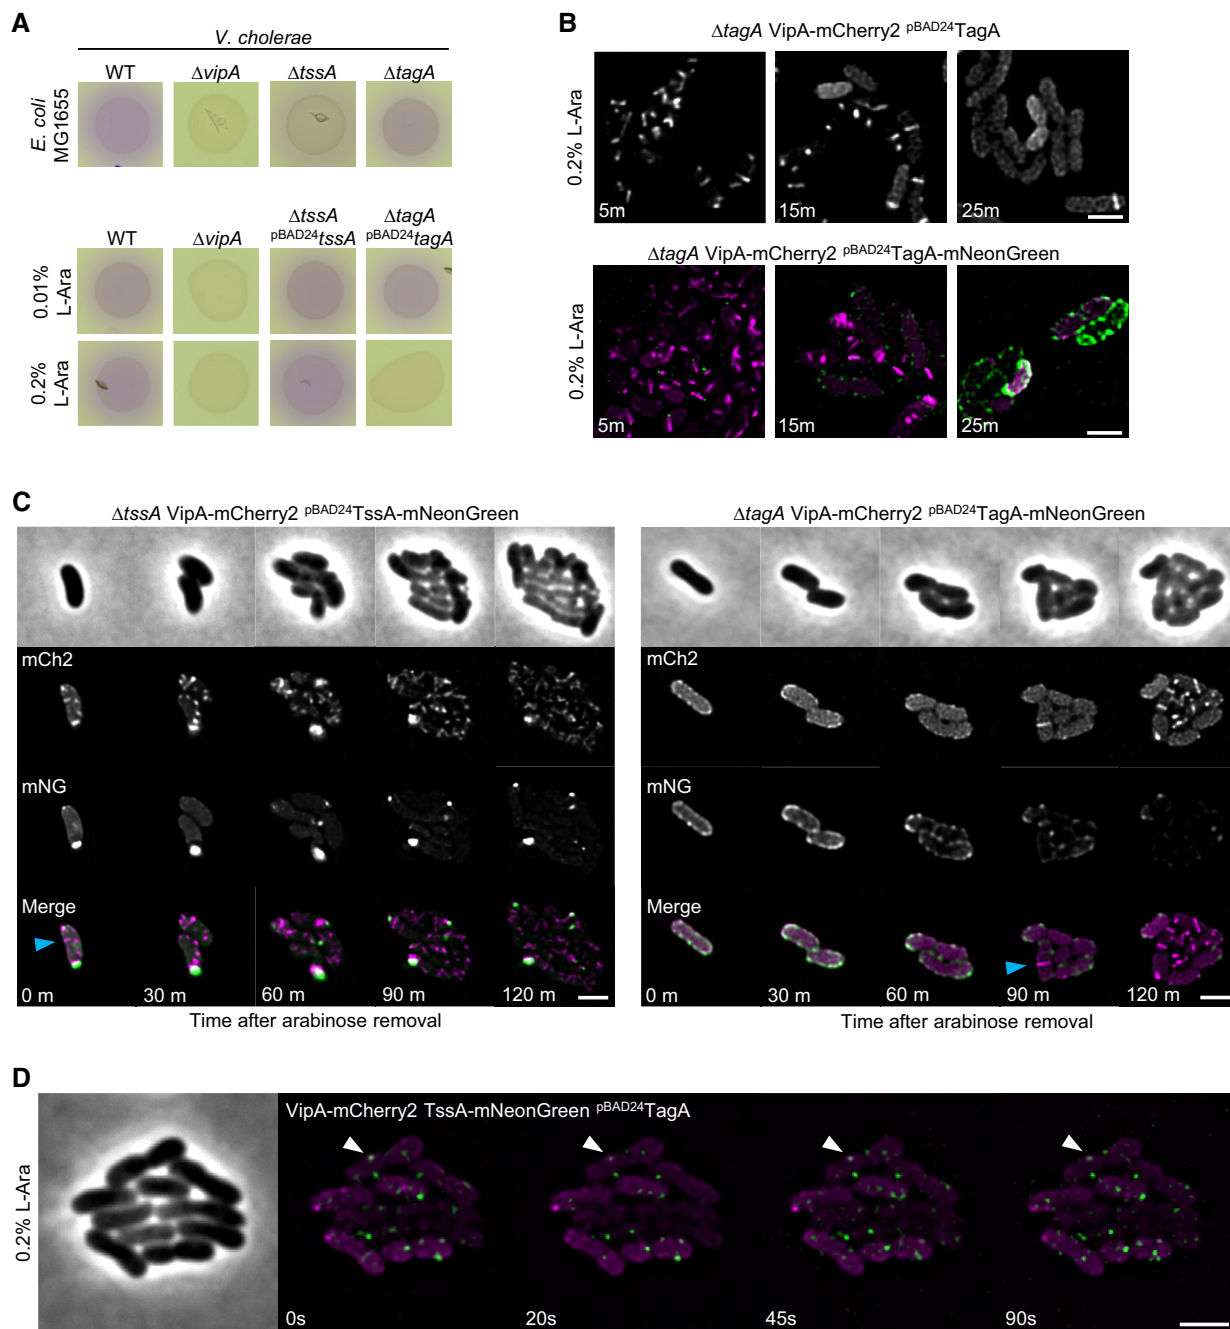 A
V. cholerae
WT
ΔvipA
ΔtssA
ΔtagA
E. coli
MG1655
WT
ΔvipA
ΔtssA
pBAD24tssA
ΔtagA
pBAD24tagA
0.01%
L-Ara
0.2%
L-Ara
B
ΔtagA VipA-mCherry2 pBAD24TagA
0.2% L-Ara
5m
15m
25m
ΔtagA VipA-mCherry2 pBAD24TagA-mNeonGreen
0.2% L-Ara
5m
15m
25m
C
ΔtssA VipA-mCherry2 pBAD24TssA-mNeonGreen
mCh2
mNG
Merge
0 m
30 m
60 m
90 m
120 m
Time after arabinose removal
ΔtagA VipA-mCherry2 pBAD24TagA-mNeonGreen
mCh2
mNG
Merge
0 m
30 m
60 m
90 m
120 m
Time after arabinose removal
D
0.2% L-Ara
VipA-mCherry2 TssA-mNeonGreen pBAD24TagA
0s
20s
45s
90s